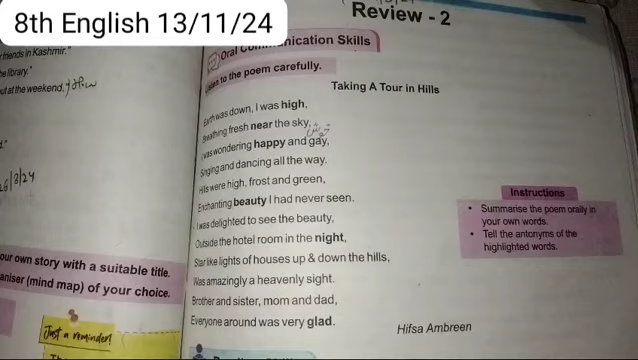 8th English 13/11/24
Review - 2
friends in Kashmir."
library."
out at the weekend.
Oral Communication Skills
Listen to the poem carefully.
Taking A Tour in Hills
Earth was down, I was high,
Breathing fresh near the sky,
خوش
I was wondering happy and gay,
Singing and dancing all the way.
Hills were high, frost and green,
Enchanting beauty I had never seen.
I was delighted to see the beauty,
Outside the hotel room in the night,
Star like lights of houses up & down the hills,
Was amazingly a heavenly sight.
Brother and sister, mom and dad,
Everyone around was very glad.
Hifsa Ambreen
Instructions
• Summarise the poem orally in
your own words.
• Tell the antonyms of the
highlighted words.
26/8/24
your own story with a suitable title.
organiser (mind map) of your choice.
Just a reminder!